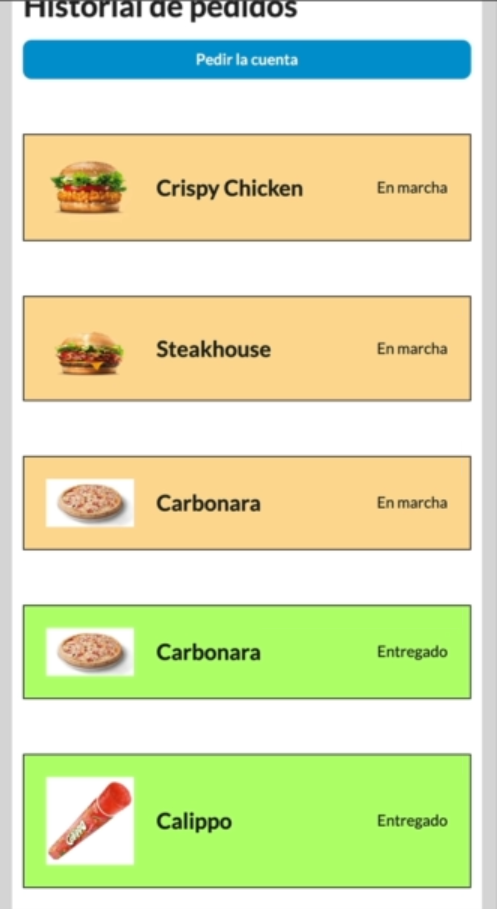 Historial de pedidos
Pedir la cuenta
Crispy Chicken
En marcha
Steakhouse
En marcha
Carbonara
En marcha
Carbonara
Entregado
Calippo
Entregado